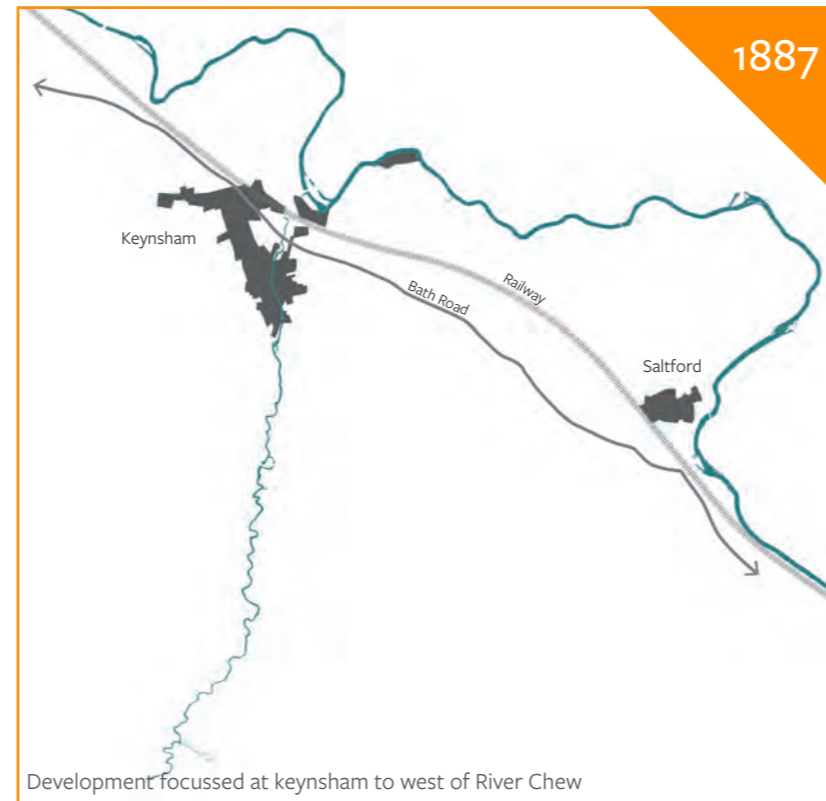 1887
Keynsham
Bath Road
Railway
Saltford
Development focussed at keynsham to west of River Chew